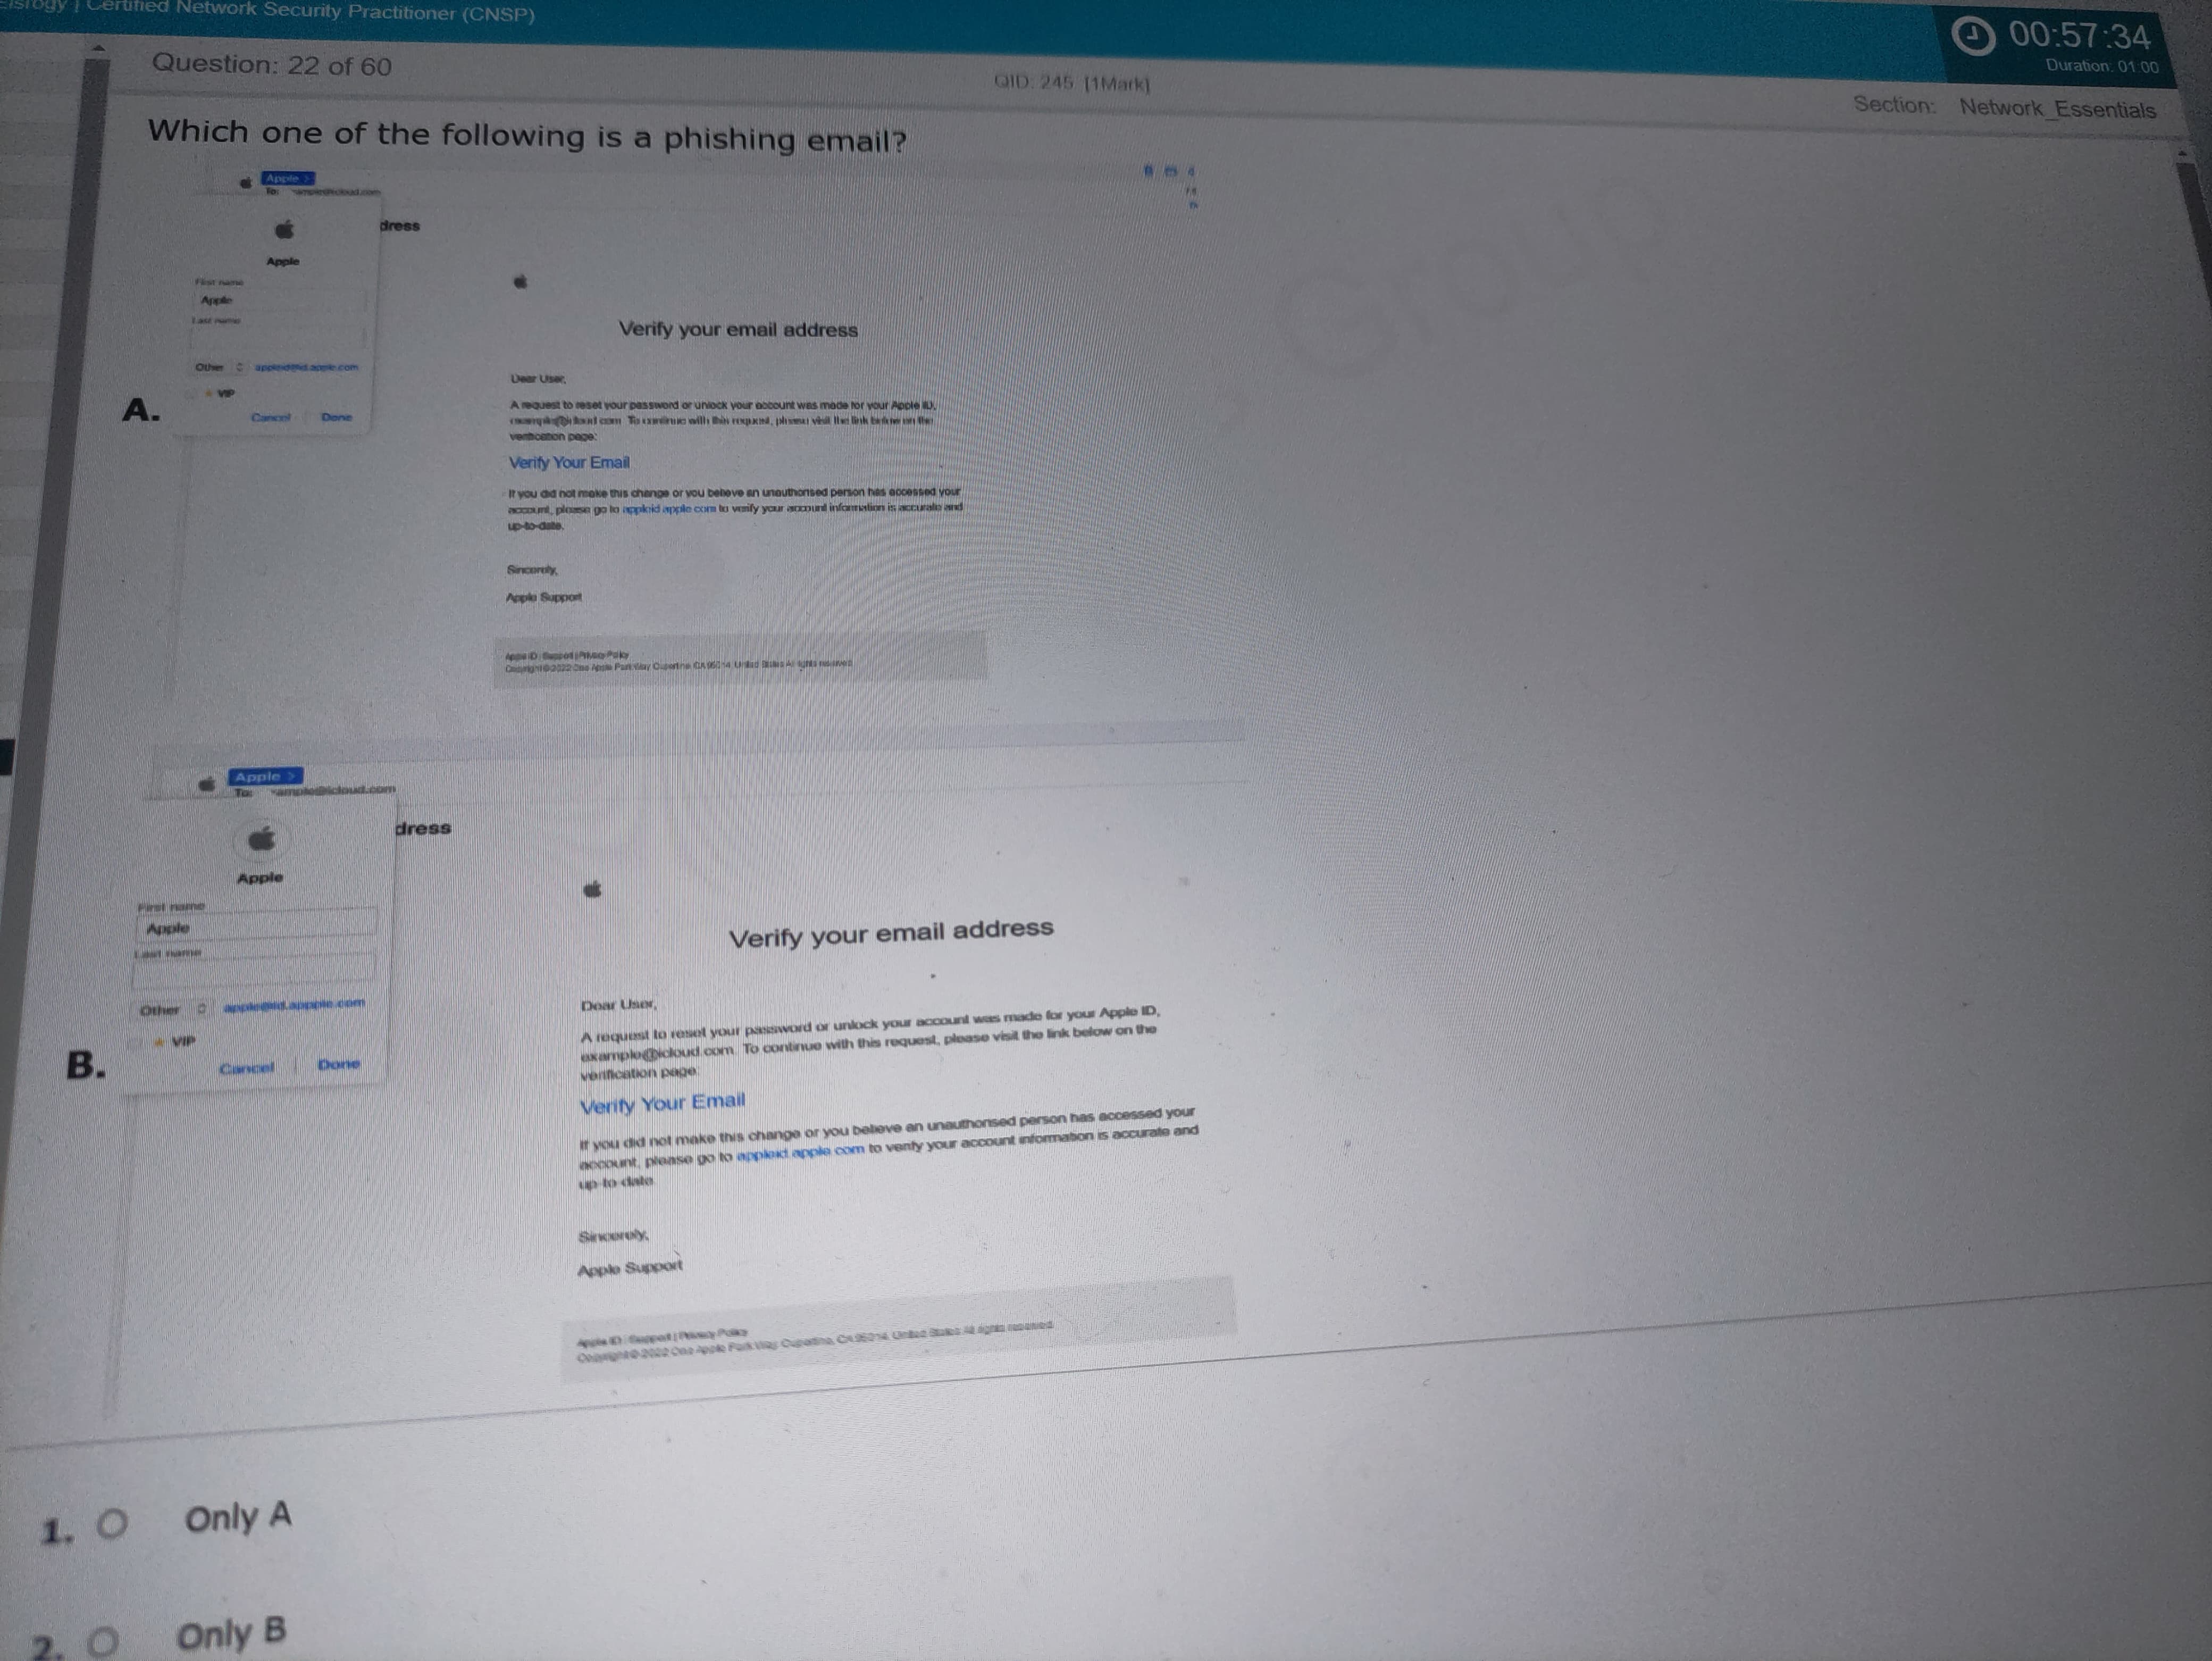 | Certified Network Security Practitioner (CNSP)
00:57:34
Duration: 01:00
Question: 22 of 60
QID: 245 [1Mark]
Section: Network_Essentials
Which one of the following is a phishing email?
Apple >
To:
dress
Apple
First name
Apple
Last name
Other appleid@id.apple.com
VIP
A.
Cancel Done
Verify your email address
Dear User,
A request to reset your password or unlock your account was made for your Apple ID,
example@icloud.com. To continue with this request, please visit the link below on the
verification page:
Verify Your Email
If you did not make this change or you believe an unauthorised person has accessed your
account, please go to appleid.apple.com to verify your account information is accurate and
up-to-date.
Sincerely,
Apple Support
Apple ID | Support | Privacy Policy
Copyright © 2022 One Apple Park Way, Cupertino, CA 95014, United States All rights reserved.
Apple >
To: ample@icloud.com
dress
Apple
First name
Apple
Last name
Other
VIP
B.
Cancel Done
Verify your email address
Dear User,
A request to reset your password or unlock your account was made for your Apple ID,
example@icloud.com. To continue with this request, please visit the link below on the
verification page:
Verify Your Email
If you did not make this change or you believe an unauthorised person has accessed your
account, please go to appleid.apple.com to verify your account information is accurate and
up-to-date.
Sincerely,
Apple Support
Apple ID | Support | Privacy Policy
Copyright © 2022 One Apple Park Way, Cupertino, CA 95014, United States All rights reserved.
1. Only A
2. Only B